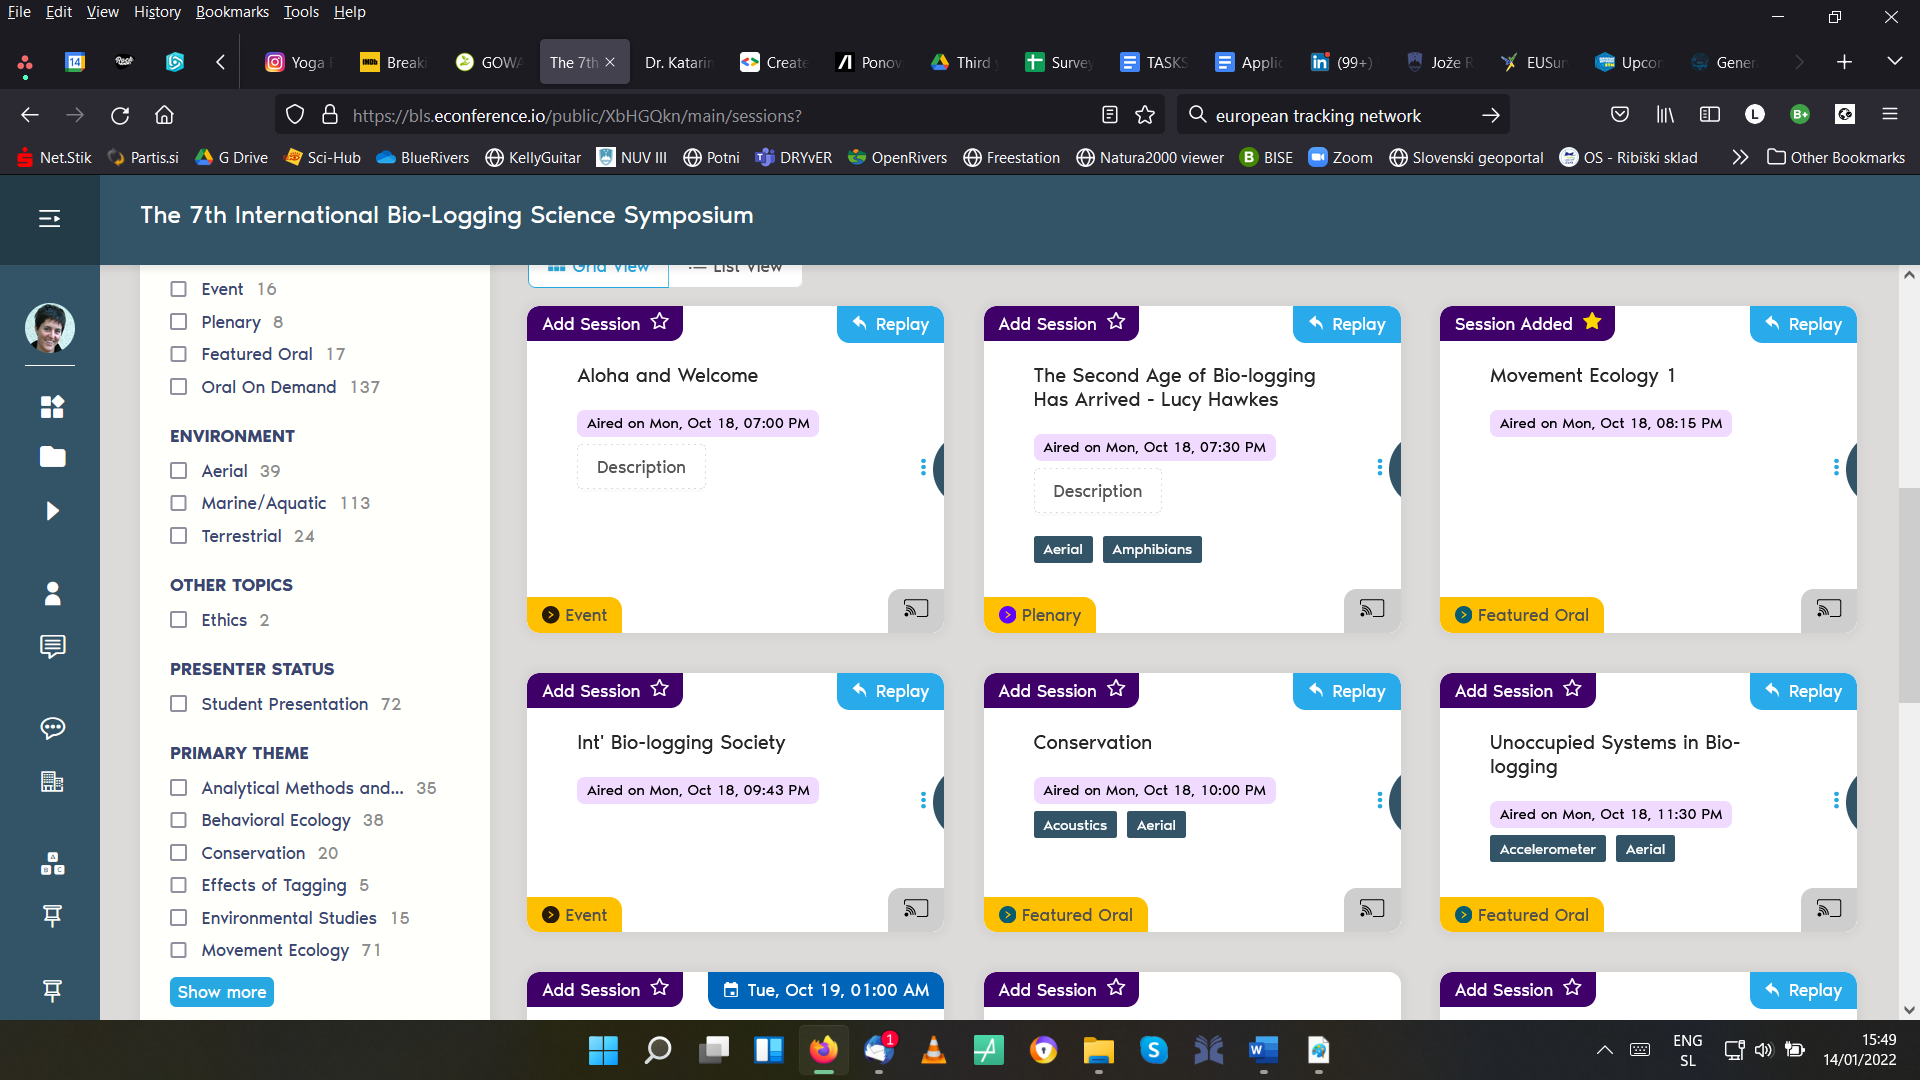 File Edit View History Bookmarks Tools Help
14 Yoga IMDb Breaki GOWA The 7th Dr. Katarin Create Ponov Third Survey TASKS Applic (99+) Jože R EUSur Upcor Gener
https://bls.econference.io/public/XbHGQkn/main/sessions?
european tracking network
Net.Stik Partis.si G Drive Sci-Hub BlueRivers KellyGuitar NUV III Potni DRYvER OpenRivers Freestation Natura2000 viewer BISE Zoom Slovenski geoportal OS - Ribiški sklad Other Bookmarks
The 7th International Bio-Logging Science Symposium
Grid View List View
Event 16
Plenary 8
Featured Oral 17
Oral On Demand 137
ENVIRONMENT
Aerial 39
Marine/Aquatic 113
Terrestrial 24
OTHER TOPICS
Ethics 2
PRESENTER STATUS
Student Presentation 72
PRIMARY THEME
Analytical Methods and... 35
Behavioral Ecology 38
Conservation 20
Effects of Tagging 5
Environmental Studies 15
Movement Ecology 71
Show more
Add Session Replay
Aloha and Welcome
Aired on Mon, Oct 18, 07:00 PM
Description
Event
Add Session Replay
The Second Age of Bio-logging
Has Arrived - Lucy Hawkes
Aired on Mon, Oct 18, 07:30 PM
Description
Aerial Amphibians
Plenary
Session Added Replay
Movement Ecology 1
Aired on Mon, Oct 18, 08:15 PM
Featured Oral
Add Session Replay
Int' Bio-logging Society
Aired on Mon, Oct 18, 09:43 PM
Event
Add Session Replay
Conservation
Aired on Mon, Oct 18, 10:00 PM
Acoustics Aerial
Featured Oral
Add Session Replay
Unoccupied Systems in Bio-
logging
Aired on Mon, Oct 18, 11:30 PM
Accelerometer Aerial
Featured Oral
Add Session Tue, Oct 19, 01:00 AM
Add Session
Add Session Replay
1
ENG
SL
15:49
14/01/2022